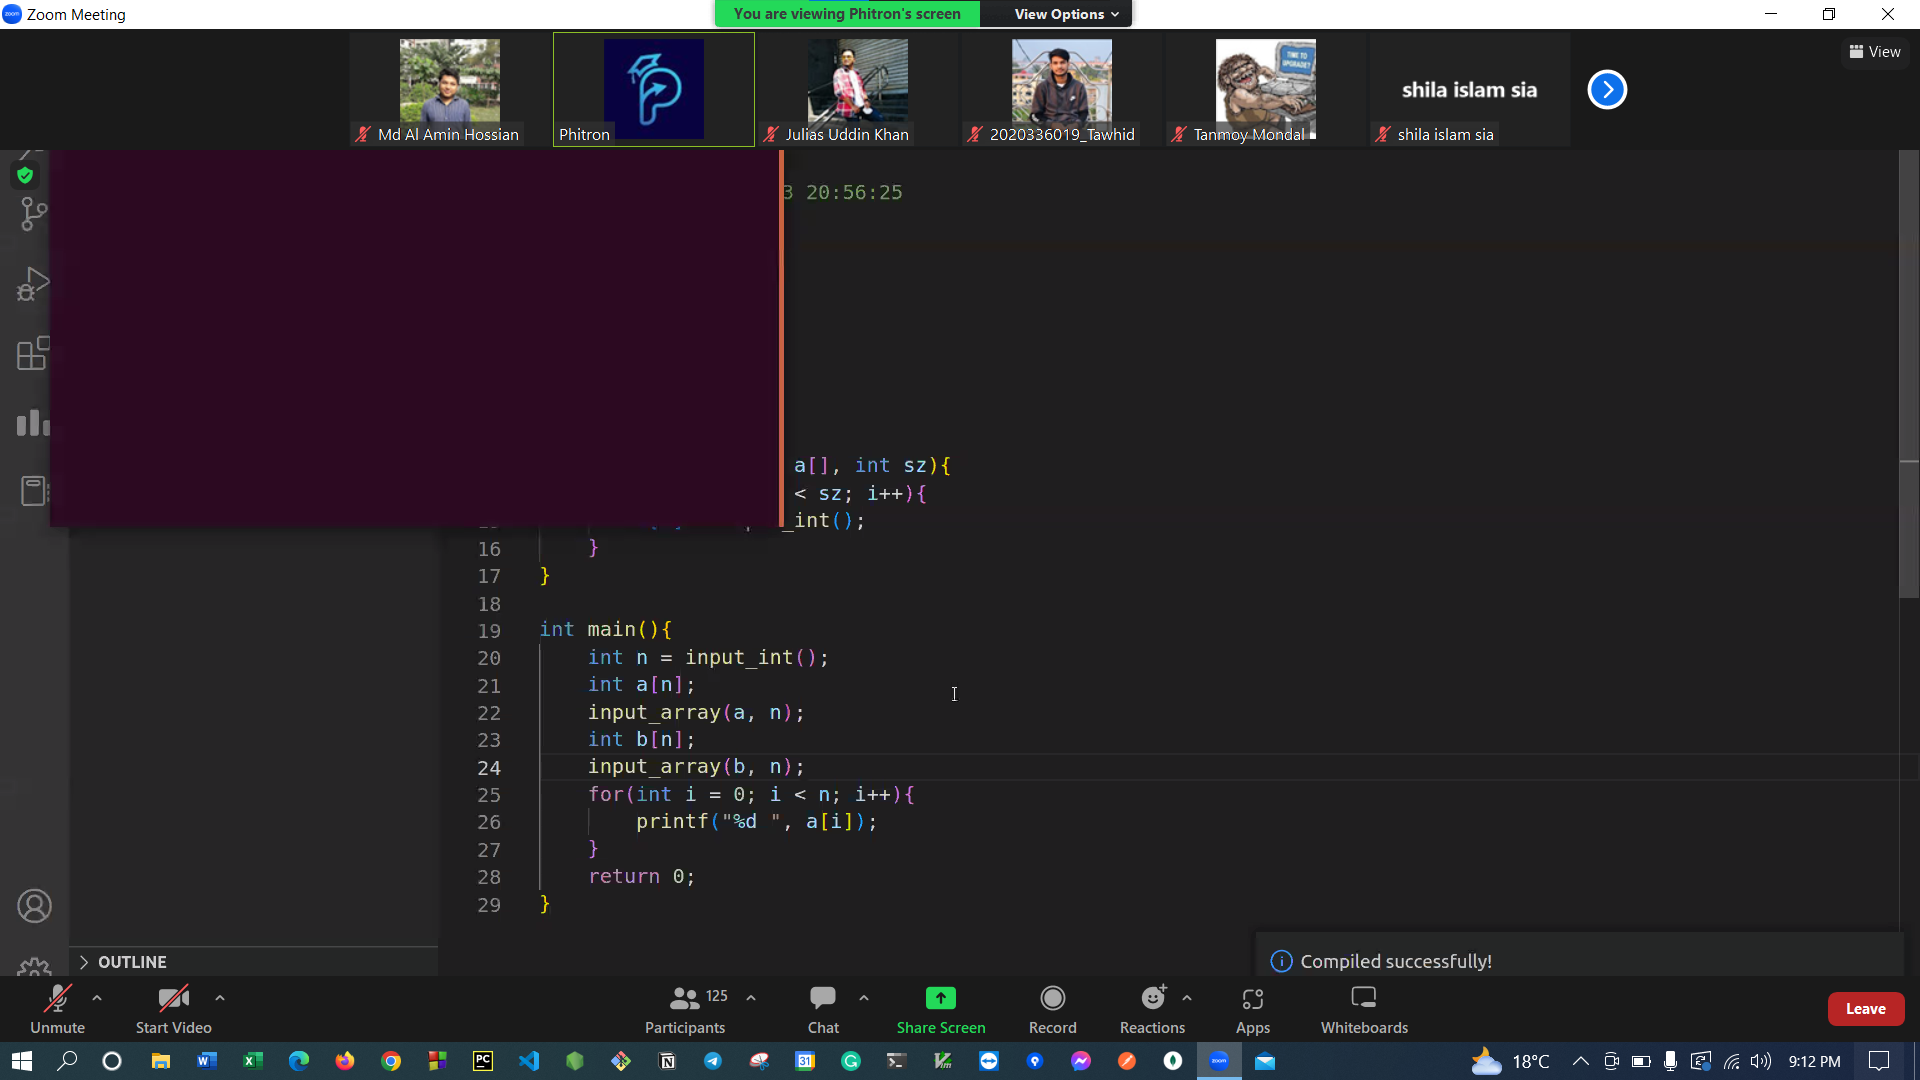 Zoom Meeting
You are viewing Phitron's screen
View Options
View
TIME TO UPGRADE?
shila islam sia
Md Al Amin Hossian
Phitron
Julias Uddin Khan
2020336019_Tawhid
Tanmoy Mondal
shila islam sia
3 20:56:25
a[], int sz){
< sz; i++){
_int();
16 }
17 }
18
19 int main(){
20 int n = input_int();
21 int a[n];
22 input_array(a, n);
23 int b[n];
24 input_array(b, n);
25 for(int i = 0; i < n; i++){
26 printf("%d ", a[i]);
27 }
28 return 0;
29 }
OUTLINE
Compiled successfully!
Unmute
Start Video
125
Participants
Chat
Share Screen
Record
Reactions
Apps
Whiteboards
Leave
18°C
9:12 PM